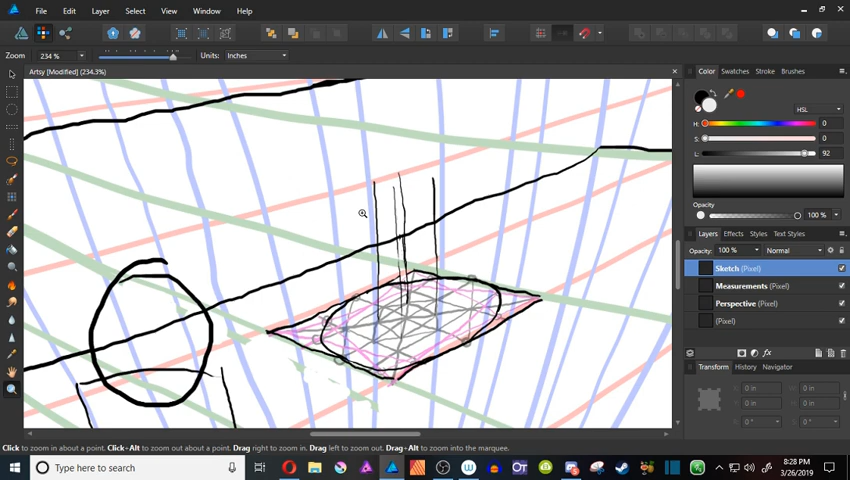 File Edit Layer Select View Window Help
Zoom 234 % Units: Inches
Artsy [Modified] (234.3%)
Color Swatches Stroke Brushes
HSL
H: 0
S: 0
L: 92
Opacity
100 %
Layers Effects Styles Text Styles
Opacity: 100 % Normal
Sketch (Pixel)
Measurements (Pixel)
Perspective (Pixel)
(Pixel)
Transform History Navigator
X: 0 in W: 0 in
Y: 0 in H: 0 in
R: 0 ° S: 0 °
Click to zoom in about a point. Click+Alt to zoom out about a point. Drag right to zoom in. Drag left to zoom out. Drag+Alt to zoom into the marquee.
Type here to search
8:28 PM
3/26/2019